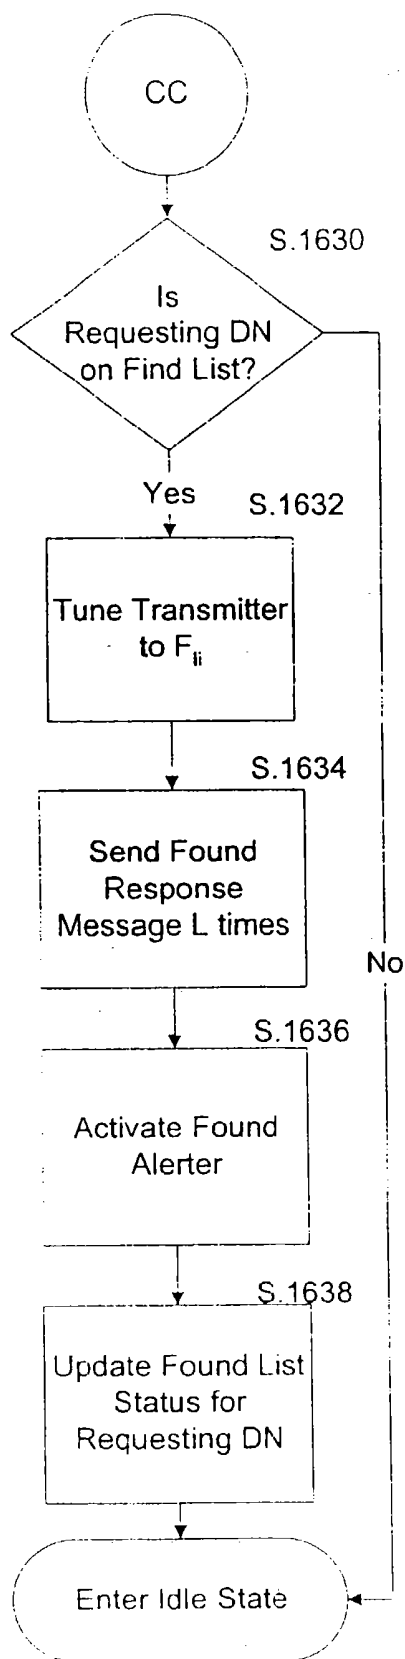 CC
S.1630
Is
Requesting DN
on Find List?
Yes
S.1632
Tune Transmitter
to Fli
S.1634
Send Found
Response
Message L times
No
S.1636
Activate Found
Alerter
S.1638
Update Found List
Status for
Requesting DN
Enter Idle State